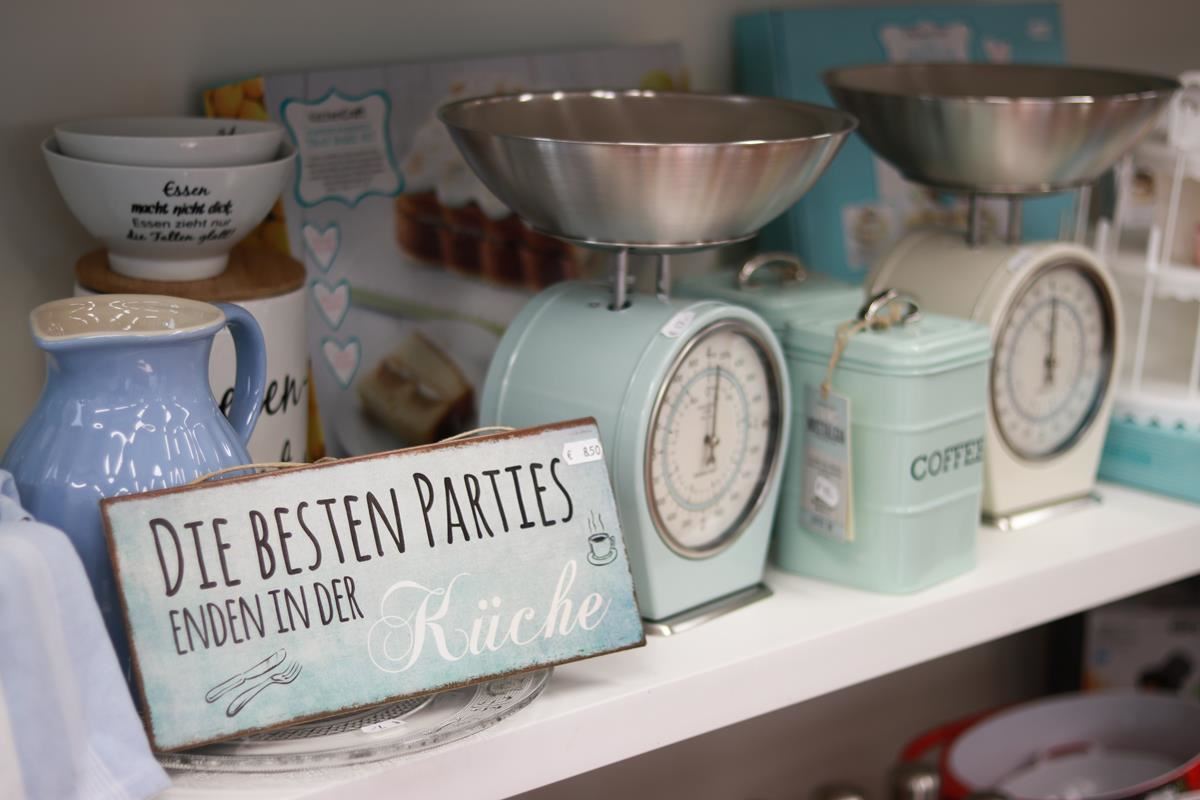 Essen
macht nicht dick.
Essen zieht nur
die Falten glatt!
€ 8.50
DIE BESTEN PARTIES
ENDEN IN DER
Küche
NOSTALGIA
COFFEE